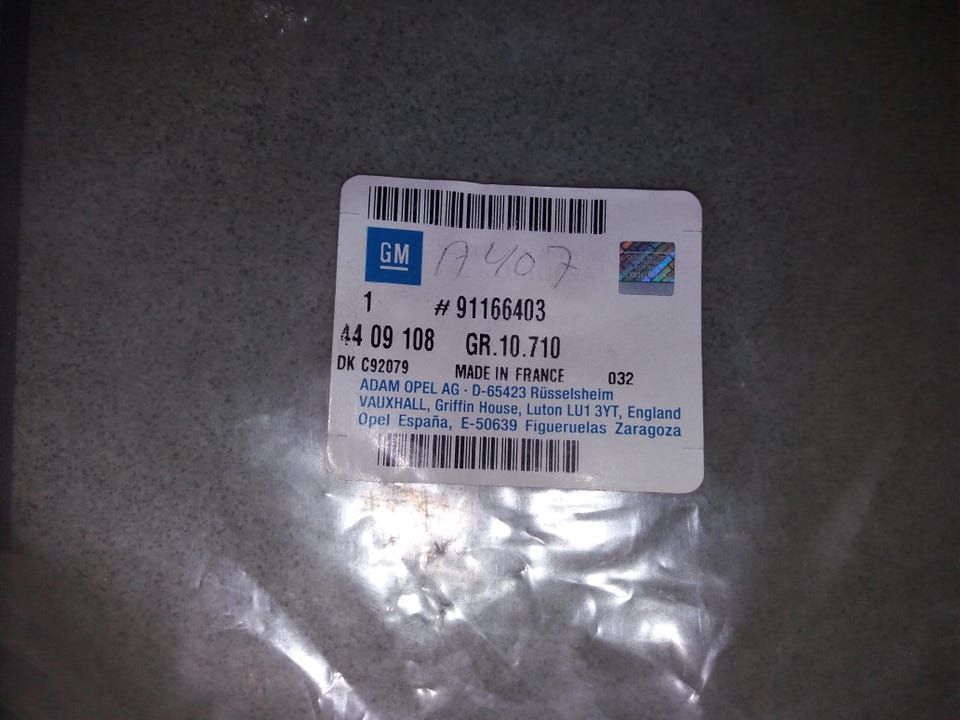 GM
A407
1 # 91166403
44 09 108 GR.10.710
DK C92079 MADE IN FRANCE 032
ADAM OPEL AG · D-65423 Rüsselsheim
VAUXHALL, Griffin House, Luton LU1 3YT, England
Opel España, E-50639 Figueruelas Zaragoza